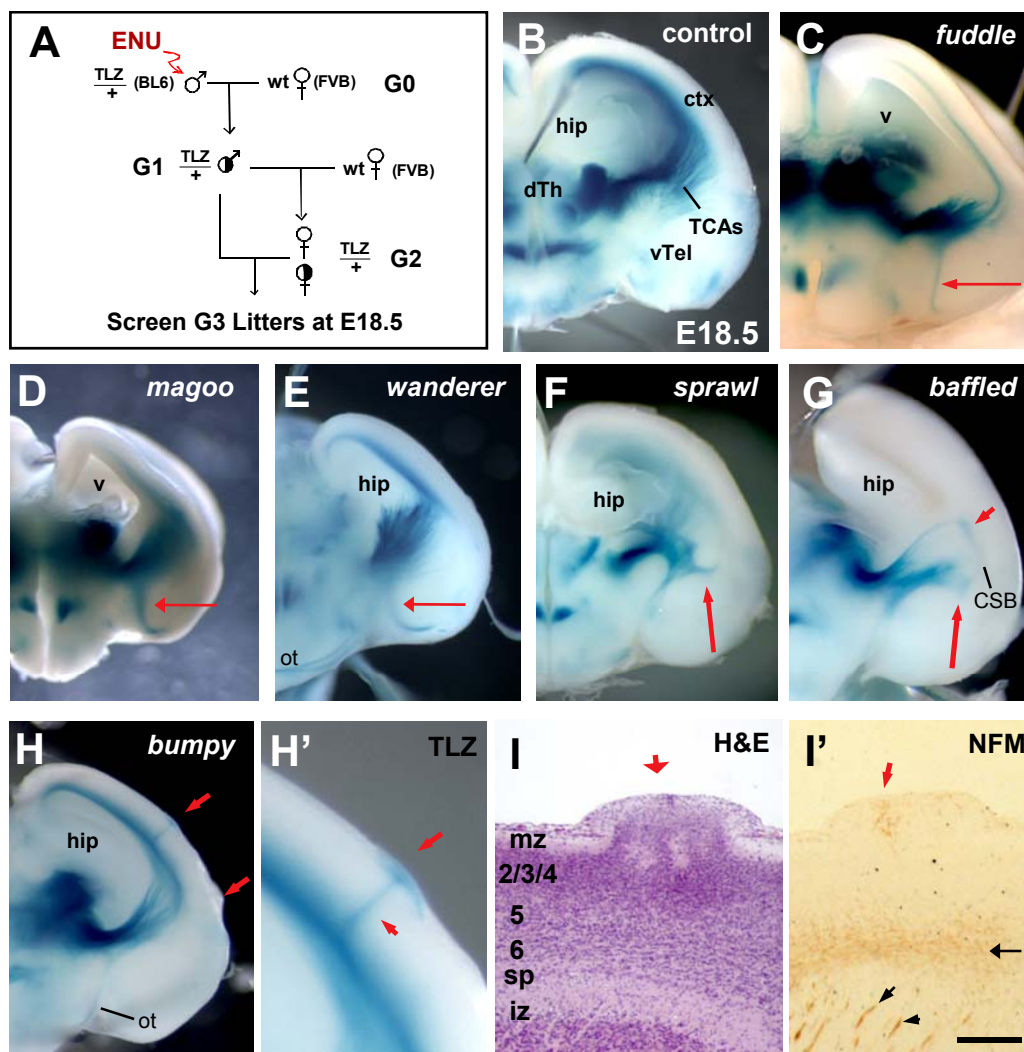 A
ENU
TLZ
+
(BL6)
wt
(FVB)
G0
G1
TLZ
+
wt
(FVB)
TLZ
+
G2
Screen G3 Litters at E18.5
B
control
ctx
hip
dTh
TCAs
vTel
E18.5
C
fuddle
v
D
magoo
v
E
wanderer
hip
ot
F
sprawl
hip
G
baffled
hip
CSB
H
bumpy
hip
ot
H'
TLZ
I
H&E
mz
2/3/4
5
6
sp
iz
I'
NFM